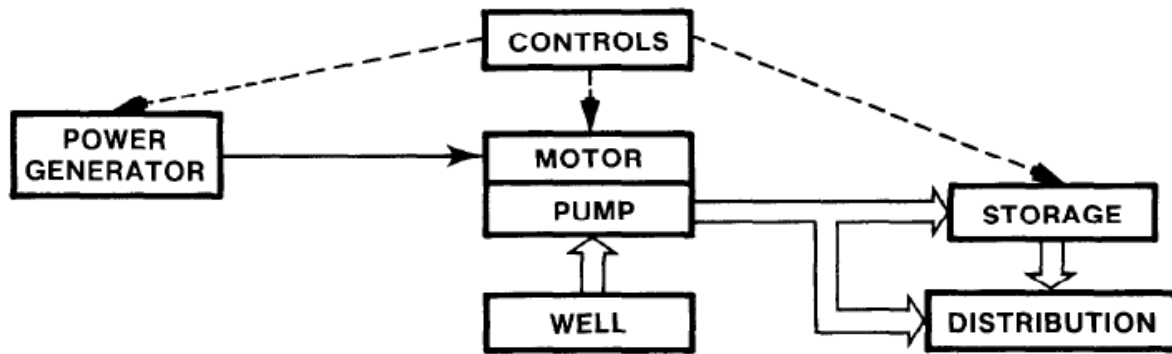 CONTROLS
POWER
GENERATOR
MOTOR
PUMP
STORAGE
WELL
DISTRIBUTION